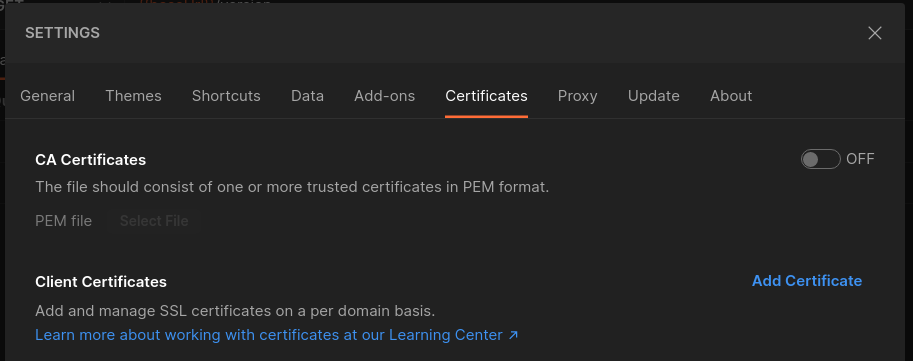 SETTINGS
General Themes Shortcuts Data Add-ons Certificates Proxy Update About
CA Certificates OFF
The file should consist of one or more trusted certificates in PEM format.
PEM file Select File
Client Certificates Add Certificate
Add and manage SSL certificates on a per domain basis.
Learn more about working with certificates at our Learning Center ↗